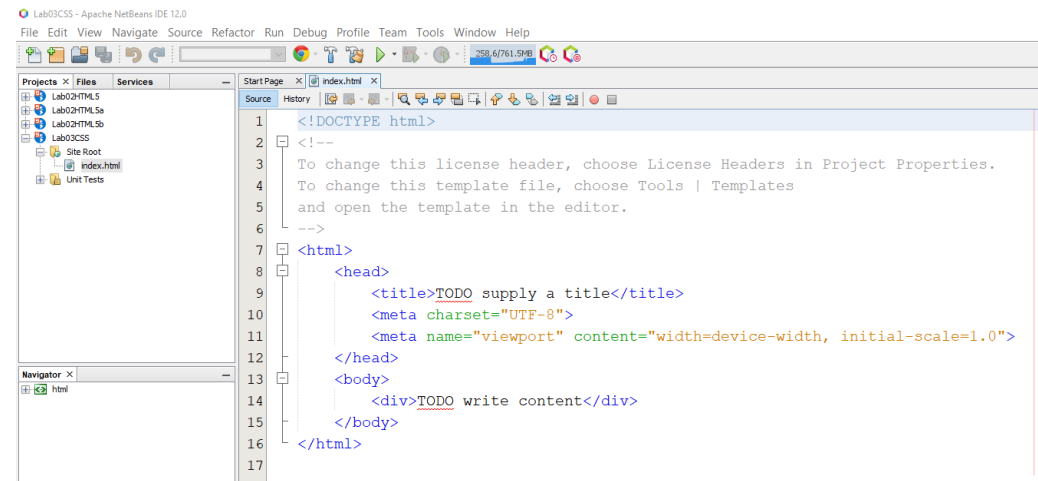 Lab03CSS - Apache NetBeans IDE 12.0
File Edit View Navigate Source Refactor Run Debug Profile Team Tools Window Help
258,6/761.5MB
Projects Files Services
Lab02HTML5
Lab02HTML5a
Lab02HTML5b
Lab03CSS
Site Root
index.html
Unit Tests
Navigator
html
Start Page index.html
Source History
1 <!DOCTYPE html>
2 <!--
3 To change this license header, choose License Headers in Project Properties.
4 To change this template file, choose Tools | Templates
5 and open the template in the editor.
6 -->
7 <html>
8 <head>
9 <title>TODO supply a title</title>
10 <meta charset="UTF-8">
11 <meta name="viewport" content="width=device-width, initial-scale=1.0">
12 </head>
13 <body>
14 <div>TODO write content</div>
15 </body>
16 </html>
17